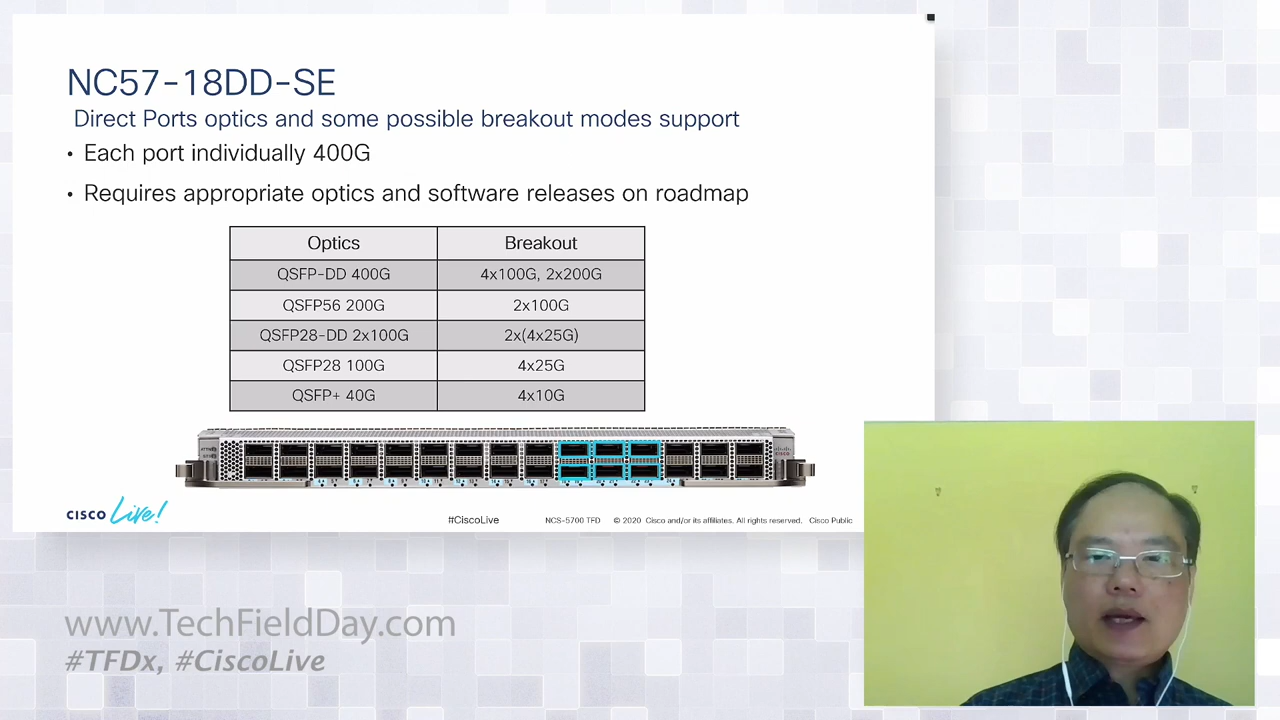 NC57-18DD-SE
Direct Ports optics and some possible breakout modes support
• Each port individually 400G
• Requires appropriate optics and software releases on roadmap
Optics Breakout
QSFP-DD 400G 4x100G, 2x200G
QSFP56 200G 2x100G
QSFP28-DD 2x100G 2x(4x25G)
QSFP28 100G 4x25G
QSFP+ 40G 4x10G
CISCO Live!
#CiscoLive
NCS-5700 TFD © 2020 Cisco and/or its affiliates. All rights reserved. Cisco Public
www.TechFieldDay.com
#TFDx, #CiscoLive